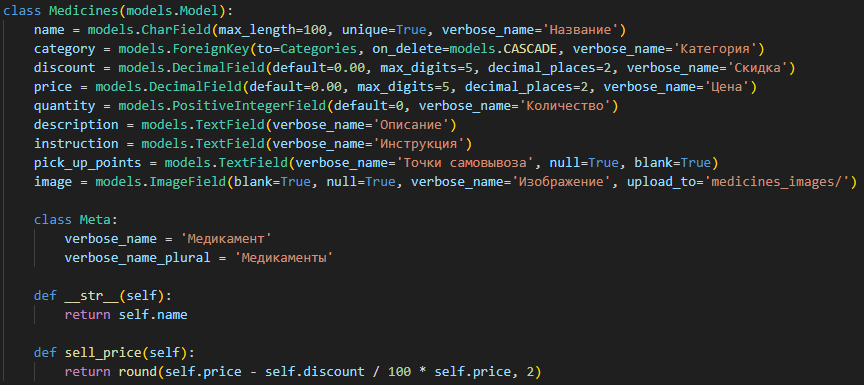 class Medicines(models.Model):
    name = models.CharField(max_length=100, unique=True, verbose_name='Название')
    category = models.ForeignKey(to=Categories, on_delete=models.CASCADE, verbose_name='Категория')
    discount = models.DecimalField(default=0.00, max_digits=5, decimal_places=2, verbose_name='Скидка')
    price = models.DecimalField(default=0.00, max_digits=5, decimal_places=2, verbose_name='Цена')
    quantity = models.PositiveIntegerField(default=0, verbose_name='Количество')
    description = models.TextField(verbose_name='Описание')
    instruction = models.TextField(verbose_name='Инструкция')
    pick_up_points = models.TextField(verbose_name='Точки самовывоза', null=True, blank=True)
    image = models.ImageField(blank=True, null=True, verbose_name='Изображение', upload_to='medicines_images/')

    class Meta:
        verbose_name = 'Медикамент'
        verbose_name_plural = 'Медикаменты'

    def __str__(self):
        return self.name

    def sell_price(self):
        return round(self.price - self.discount / 100 * self.price, 2)